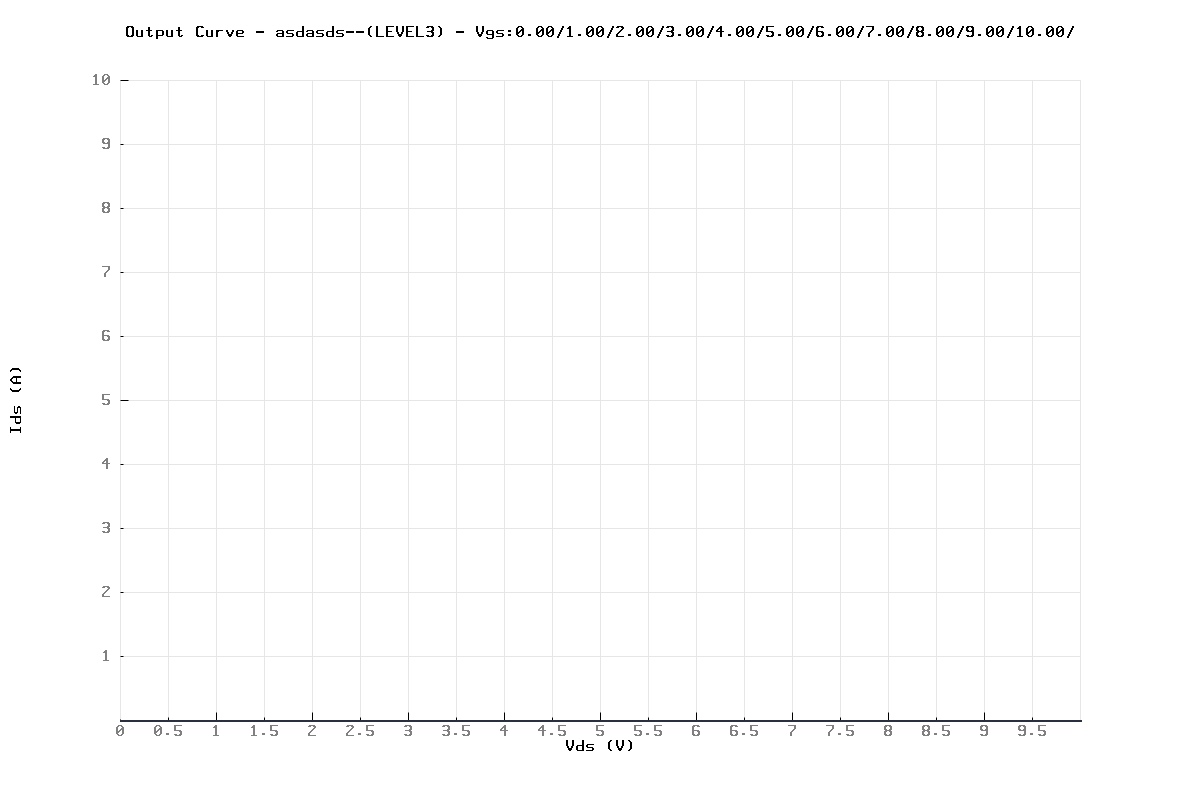 Output Curve - asdasds--(LEVEL3) - Vgs:0.00/1.00/2.00/3.00/4.00/5.00/6.00/7.00/8.00/9.00/10.00/
10
9
8
7
6
Ids (A)
5
4
3
2
1
0 0.5 1 1.5 2 2.5 3 3.5 4 4.5 5 5.5 6 6.5 7 7.5 8 8.5 9 9.5
Vds (V)